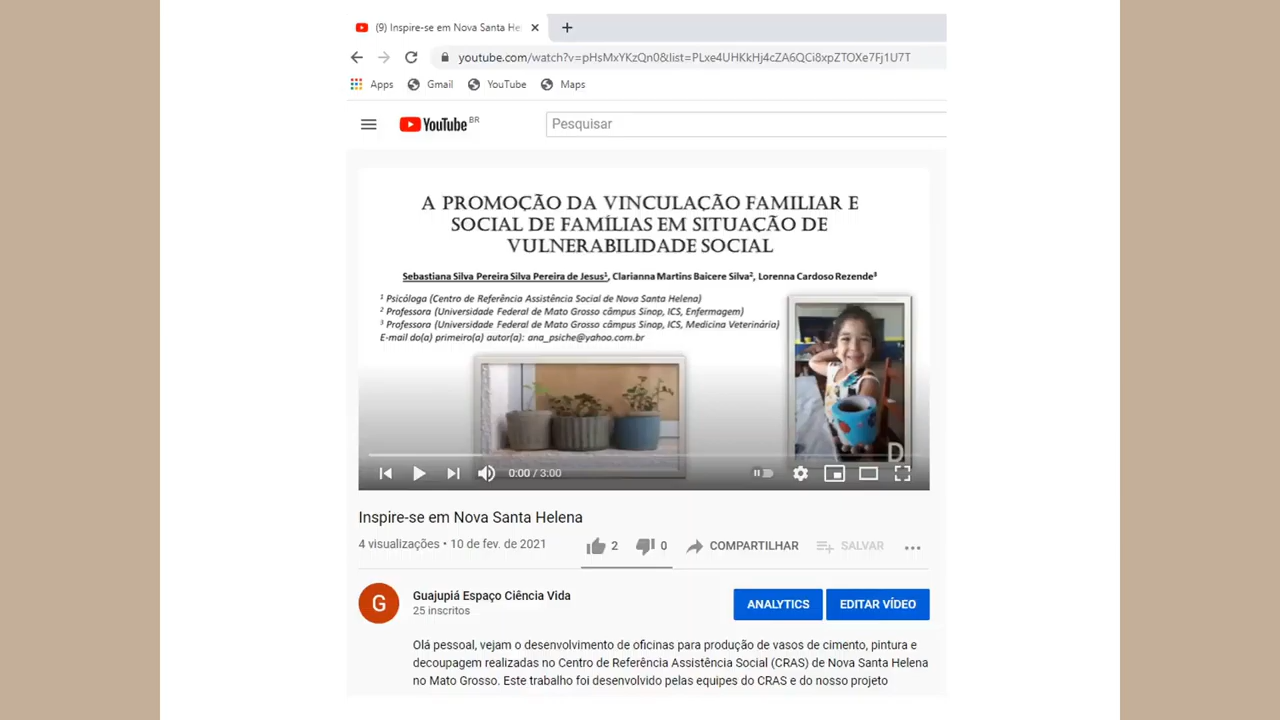 (9) Inspire-se em Nova Santa He
youtube.com/watch?v=pHsMxYKzQn0&list=PLxe4UHKkHj4cZA6QCi8xpZTOXe7Fj1U7T
Apps Gmail YouTube Maps
YouTube BR Pesquisar
A PROMOÇÃO DA VINCULAÇÃO FAMILIAR E
SOCIAL DE FAMÍLIAS EM SITUAÇÃO DE
VULNERABILIDADE SOCIAL
Sebastiana Silva Pereira Silva Pereira de Jesus¹, Clarianna Martins Baicere Silva², Lorenna Cardoso Rezende³
¹ Psicóloga (Centro de Referência Assistência Social de Nova Santa Helena)
² Professora (Universidade Federal de Mato Grosso câmpus Sinop, ICS, Enfermagem)
³ Professora (Universidade Federal de Mato Grosso câmpus Sinop, ICS, Medicina Veterinária)
E-mail do(a) primeiro(a) autor(a): ana_psiche@yahoo.com.br
D
0:00 / 3:00
Inspire-se em Nova Santa Helena
4 visualizações • 10 de fev. de 2021 2 0 COMPARTILHAR SALVAR ...
G
Guajupiá Espaço Ciência Vida
25 inscritos
ANALYTICS EDITAR VÍDEO
Olá pessoal, vejam o desenvolvimento de oficinas para produção de vasos de cimento, pintura e
decoupagem realizadas no Centro de Referência Assistência Social (CRAS) de Nova Santa Helena
no Mato Grosso. Este trabalho foi desenvolvido pelas equipes do CRAS e do nosso projeto